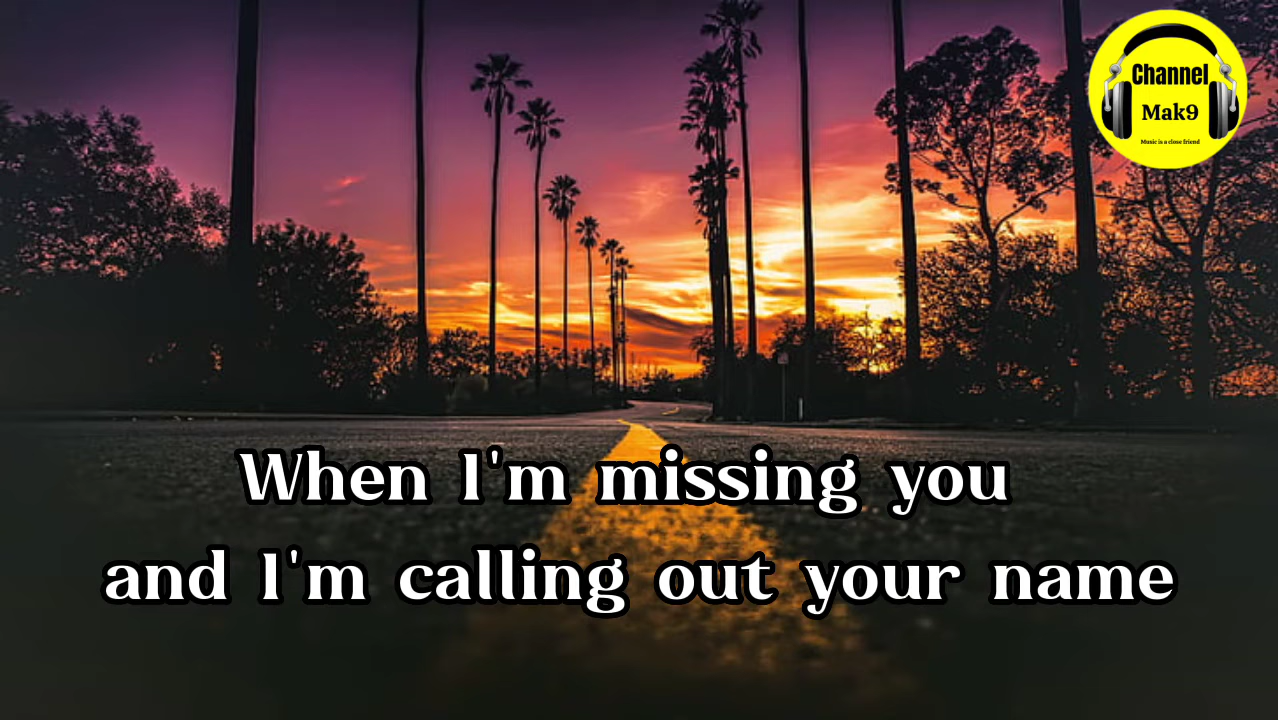 Channel
Mak9
Music is a close friend
When I'm missing you
and I'm calling out your name